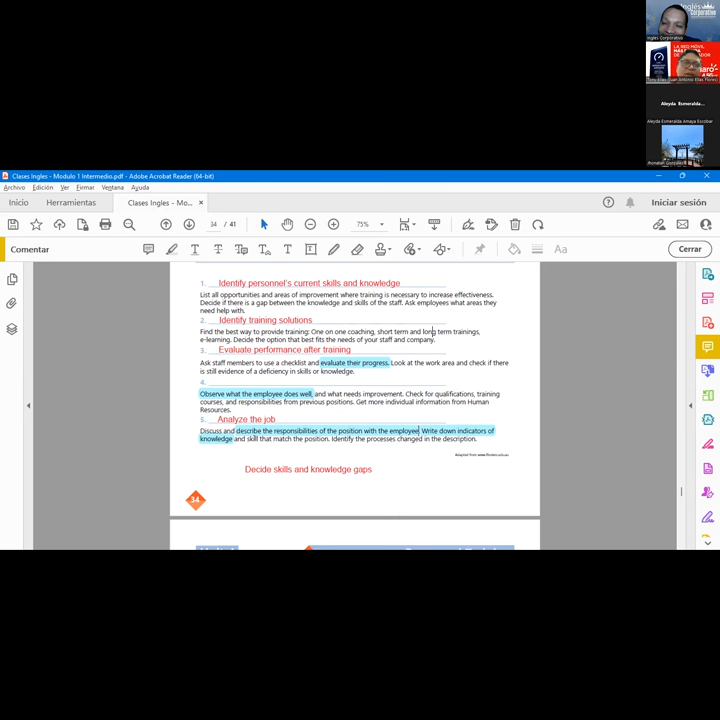 Inglés
Corporativo
Inglés Corporativo
LA RED MÓVIL
Aleyda Esmeralda...
Aleyda Esmeralda Amaya Escobar
Clases Ingles - Modulo 1 Intermedio.pdf - Adobe Acrobat Reader (64-bit)
Archivo Edición Ver Firmar Ventana Ayuda
Inicio Herramientas Clases Ingles - Mo... Iniciar sesión
34 / 41 75%
Comentar Cerrar
1. Identify personnel's current skills and knowledge
List all opportunities and areas of improvement where training is necessary to increase effectiveness.
Decide if there is a gap between the knowledge and skills of the staff. Ask employees what areas they
need help with.
2. Identify training solutions
Find the best way to provide training: One on one coaching, short term and long term trainings,
e-learning. Decide the option that best fits the needs of your staff and company.
3. Evaluate performance after training
Ask staff members to use a checklist and evaluate their progress. Look at the work area and check if there
is still evidence of a deficiency in skills or knowledge.
4.
Observe what the employee does well, and what needs improvement. Check for qualifications, training
courses, and responsibilities from previous positions. Get more individual information from Human
Resources.
5. Analyze the job
Discuss and describe the responsibilities of the position with the employee. Write down indicators of
knowledge and skill that match the position. Identify the processes changed in the description.
Decide skills and knowledge gaps
34